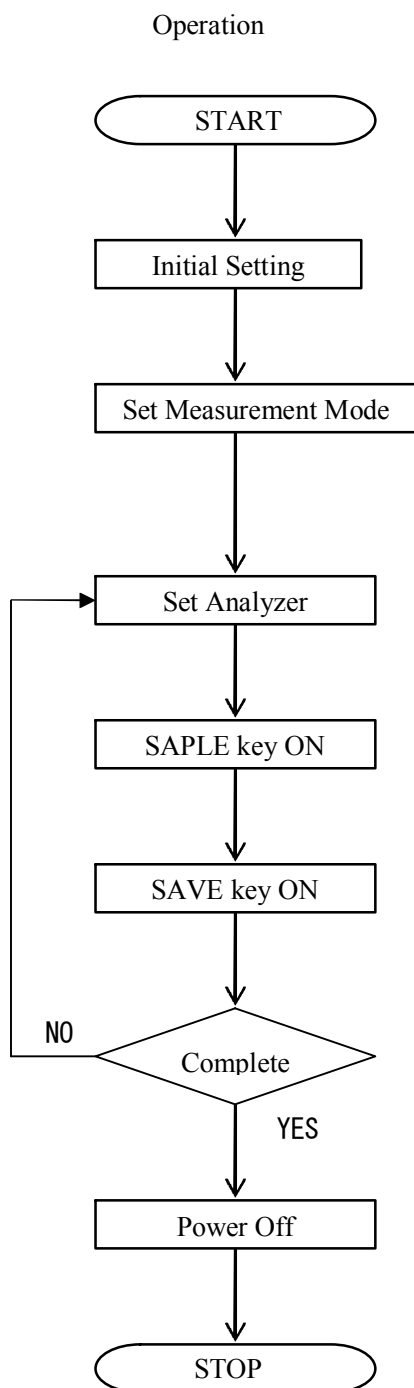 Operation
START
Initial Setting
Set Measurement Mode
Set Analyzer
SAPLE key ON
SAVE key ON
NO
Complete
YES
Power Off
STOP